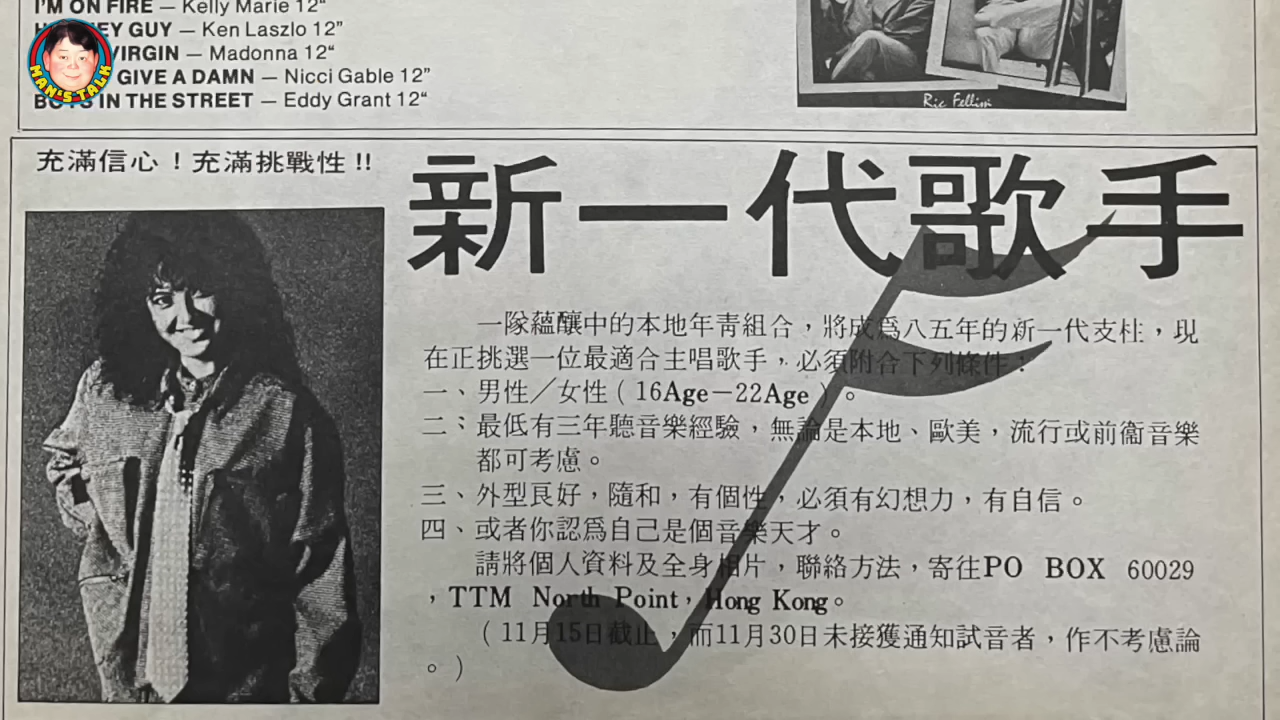 I'M ON FIRE — Kelly Marie 12"
GUY — Ken Laszlo 12"
VIRGIN — Madonna 12"
GIVE A DAMN — Nicci Gable 12"
IN THE STREET — Eddy Grant 12"
MAN'S TALK
Ric Fellini
充滿信心！充滿挑戰性!!
新一代歌手
一隊蘊釀中的本地年靑組合，將成爲八五年的新一代支柱，現
在正挑選一位最適合主唱歌手，必須附合下列條件：
一、男性／女性（16Age－22Age）。
二、最低有三年聽音樂經驗，無論是本地、歐美，流行或前衞音樂
都可考慮。
三、外型良好，隨和，有個性，必須有幻想力，有自信。
四、或者你認爲自己是個音樂天才。
請將個人資料及全身相片，聯絡方法，寄往PO BOX 60029
，TTM North Point，Hong Kong。
（11月15日截止，而11月30日未接獲通知試音者，作不考慮論
。）